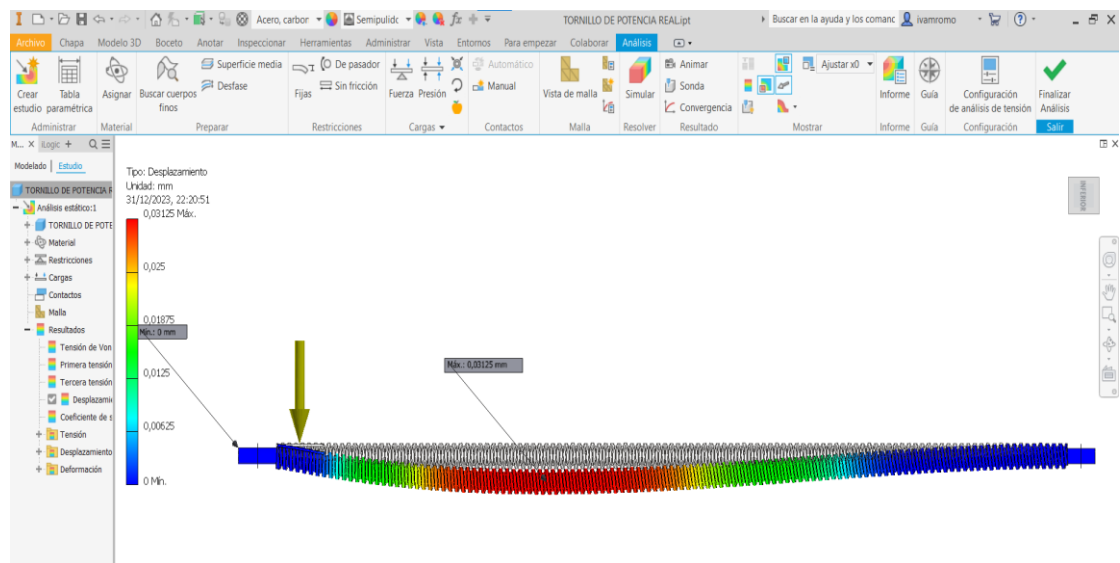 Acero, carbor
Semipulidc
TORNILLO DE POTENCIA REAL.ipt
Buscar en la ayuda y los comanc
ivamromo
Archivo Chapa Modelo 3D Boceto Anotar Inspeccionar Herramientas Administrar Vista Entornos Para empezar Colaborar Análisis
Crear estudio
Tabla paramétrica
Asignar
Buscar cuerpos finos
Superficie media
Desfase
Fijas
De pasador
Sin fricción
Fuerza
Presión
Automático
Manual
Vista de malla
Simular
Animar
Sonda
Convergencia
Ajustar x0
Informe
Guía
Configuración de análisis de tensión
Finalizar Análisis
Administrar Material Preparar Restricciones Cargas Contactos Malla Resolver Resultado Mostrar Informe Guía Configuración Salir
M... X iLogic +
Modelado Estudio
TORNILLO DE POTENCIA R
Análisis estático:1
TORNILLO DE POTE
Material
Restricciones
Cargas
Contactos
Malla
Resultados
Tensión de Von
Primera tensión
Tercera tensión
Desplazamie
Coeficiente de s
Tensión
Desplazamiento
Deformación
Tipo: Desplazamiento
Unidad: mm
31/12/2023, 22:20:51
0,03125 Máx.
0,025
0,01875
Mín.: 0 mm
0,0125
0,00625
0 Mín.
Máx.: 0,03125 mm
INFERIOR